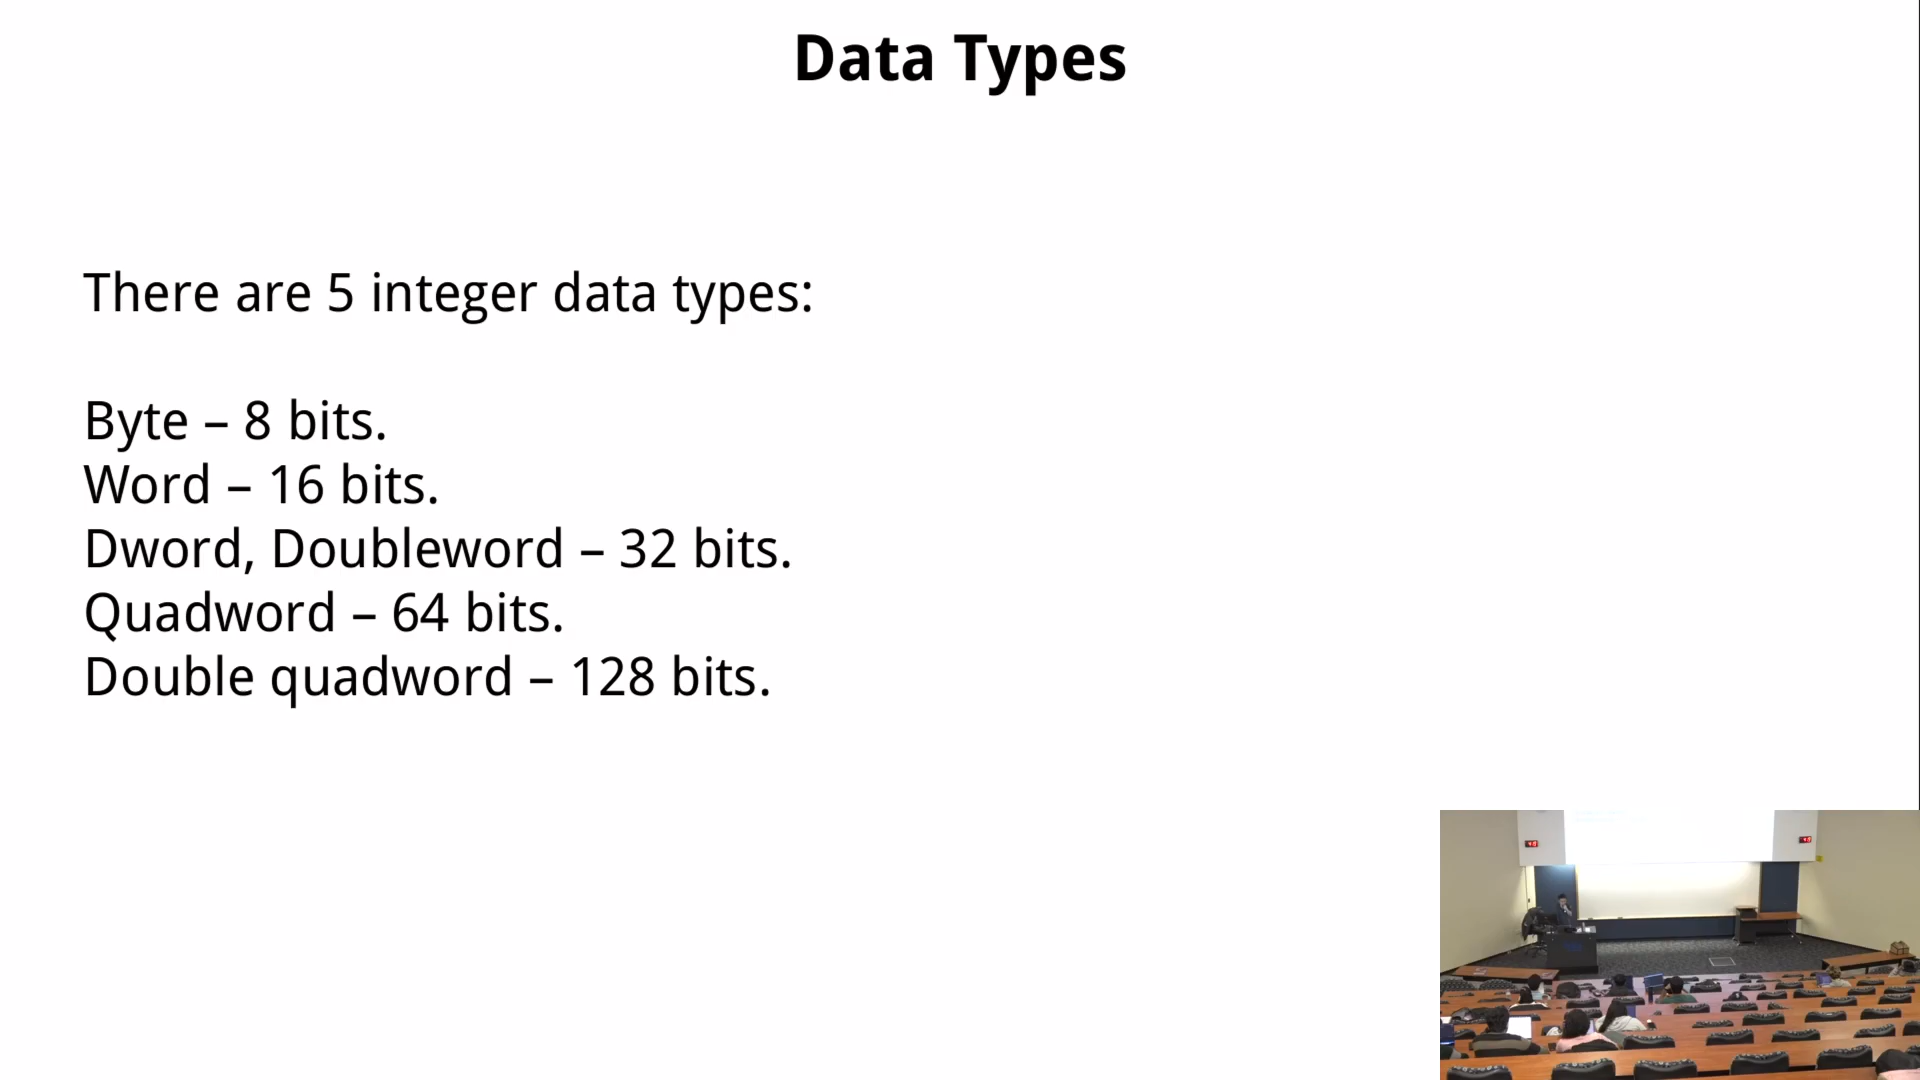 Data Types
There are 5 integer data types:
Byte – 8 bits.
Word – 16 bits.
Dword, Doubleword – 32 bits.
Quadword – 64 bits.
Double quadword – 128 bits.